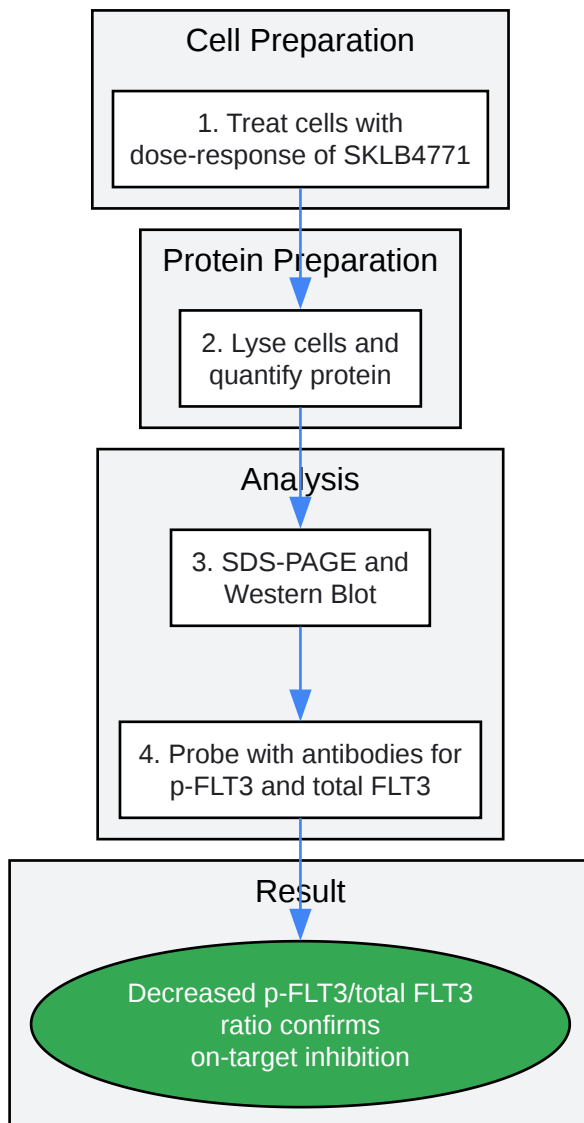 Cell Preparation
1. Treat cells with
dose-response of SKLB4771
Protein Preparation
2. Lyse cells and
quantify protein
Analysis
3. SDS-PAGE and
Western Blot
4. Probe with antibodies for
p-FLT3 and total FLT3
Result
Decreased p-FLT3/total FLT3
ratio confirms
on-target inhibition